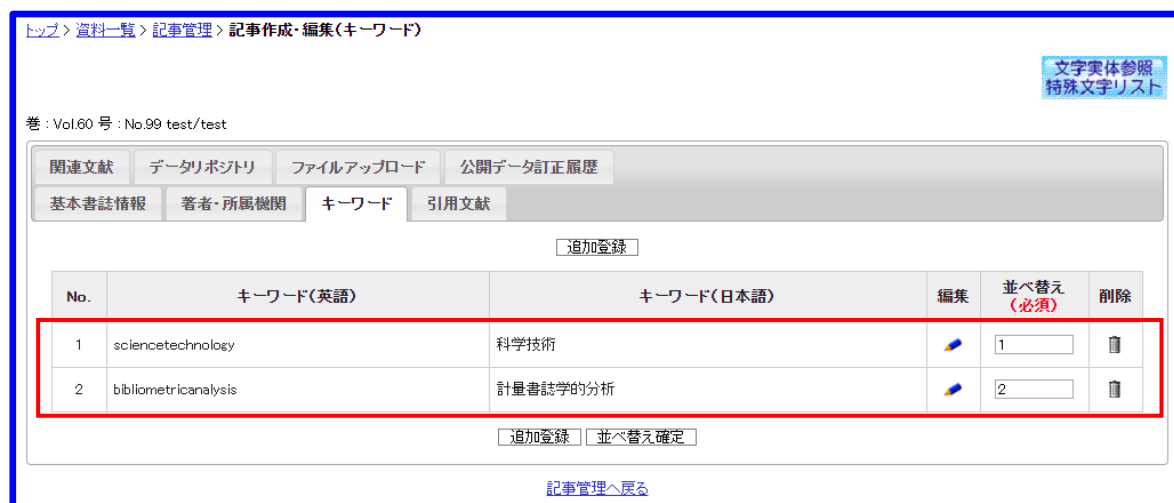 トップ > 資料一覧 > 記事管理 > 記事作成・編集(キーワード)
文字実体参照
特殊文字リスト
巻 : Vol.60 号 : No.99 test/test
関連文献 データリポジトリ ファイルアップロード 公開データ訂正履歴
基本書誌情報 著者・所属機関 キーワード 引用文献
追加登録
No. キーワード(英語) キーワード(日本語) 編集 並べ替え(必須) 削除
1 sciencetechnology 科学技術 1
2 bibliometricanalysis 計量書誌学的分析 2
追加登録 並べ替え確定
記事管理へ戻る